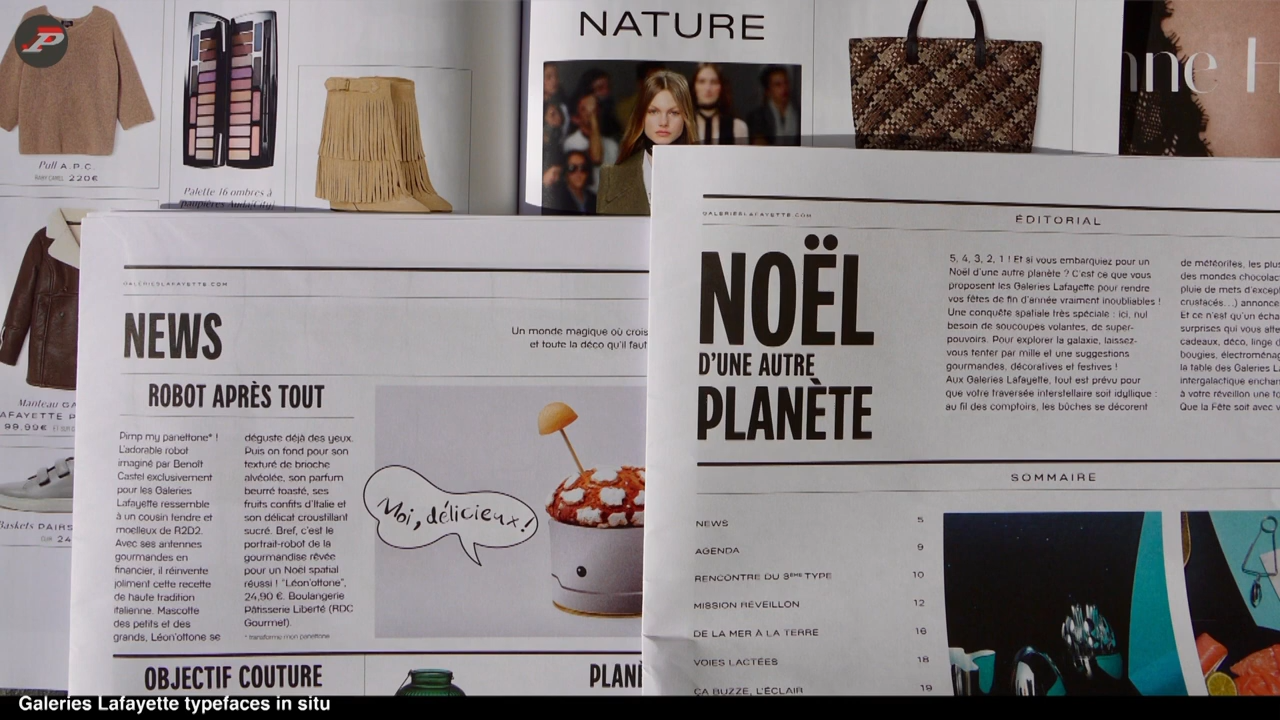 JP
NATURE
nne H
Pull A.P.C.
220€
Palette 16 ombres à
paupières
Manteau GA
AFAYETTE P
99,99€
Baskets DAIRS
24
GALERIESLAFAYETTE.COM
NEWS
Un monde magique où crois
et toute la déco qu'il faut
ROBOT APRÈS TOUT
Pimp my panettone* !
L'adorable robot
imaginé par Benoît
Castel exclusivement
pour les Galeries
Lafayette ressemble
à un cousin tendre et
moelleux de R2D2.
Avec ses antennes
gourmandes en
financier, il réinvente
joliment cette recette
de haute tradition
italienne. Mascotte
des petits et des
grands, Léon'ottone se
déguste déjà des yeux.
Puis on fond pour son
texturé de brioche
alvéolée, son parfum
beurré toasté, ses
fruits confits d'Italie et
son délicat croustillant
sucré. Bref, c'est le
portrait-robot de la
gourmandise rêvée
pour un Noël spatial
réussi ! "Léon'ottone",
24,90 €. Boulangerie
Pâtisserie Liberté (RDC
Gourmet).
* transforme mon panettone
Moi, délicieux!
OBJECTIF COUTURE
PLANÈ
GALERIESLAFAYETTE.COM
ÉDITORIAL
NOËL
D'UNE AUTRE
PLANÈTE
5, 4, 3, 2, 1 ! Et si vous embarquiez pour un
Noël d'une autre planète ? C'est ce que vous
proposent les Galeries Lafayette pour rendre
vos fêtes de fin d'année vraiment inoubliables !
Une conquête spatiale très spéciale : ici, nul
besoin de soucoupes volantes, de super-
pouvoirs. Pour explorer la galaxie, laissez-
vous tenter par mille et une suggestions
gourmandes, décoratives et festives !
Aux Galeries Lafayette, tout est prévu pour
que votre traversée interstellaire soit idyllique :
au fil des comptoirs, les bûches se décorent
de météorites, les plus
des mondes chocolac
pluie de mets d'except
crustacés...) annonce
Et ce n'est qu'un écha
surprises qui vous atte
cadeaux, déco, linge d
bougies, électroménag
la table des Galeries La
intergalactique enchan
à votre réveillon une to
Que la Fête soit avec v
SOMMAIRE
NEWS 5
AGENDA 9
RENCONTRE DU 9ÈME TYPE 10
MISSION RÉVEILLON 12
DE LA MER À LA TERRE 16
VOIES LACTÉES 18
ÇA BUZZE, L'ÉCLAIR 19
Galeries Lafayette typefaces in situ